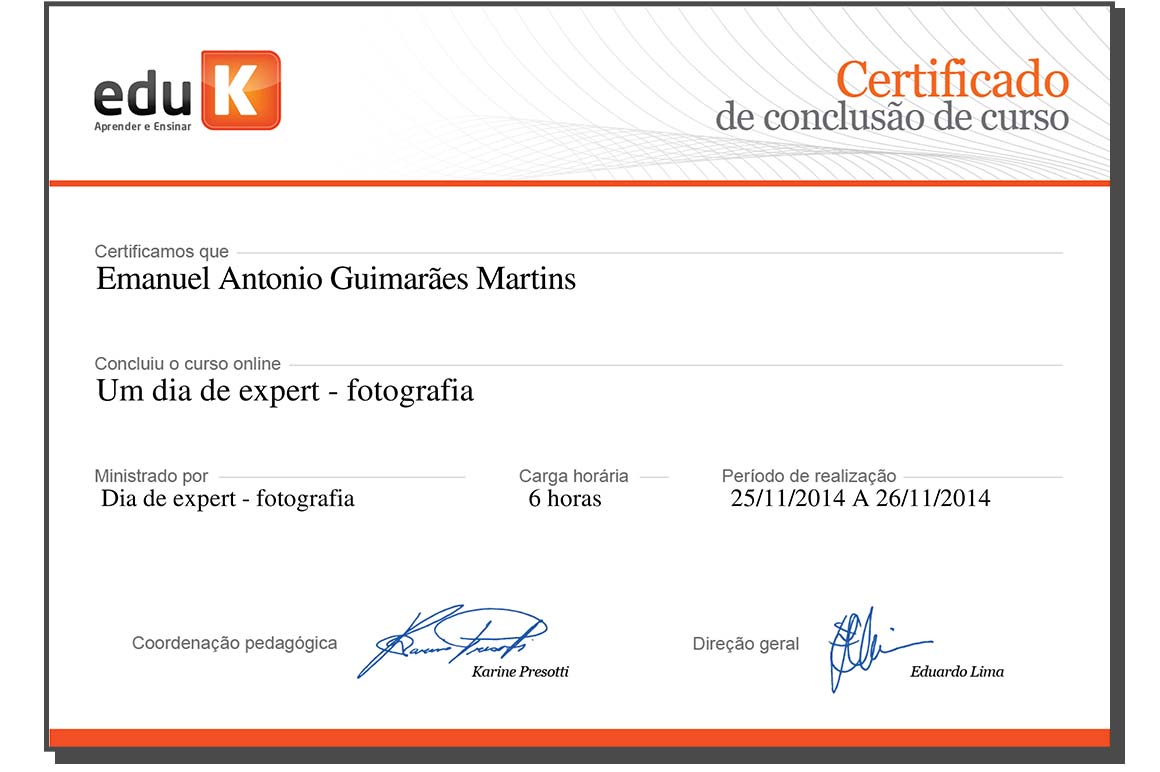 eduK
Aprender e Ensinar
Certificado
de conclusão de curso
Certificamos que
Emanuel Antonio Guimarães Martins
Concluiu o curso online
Um dia de expert - fotografia
Ministrado por
Dia de expert - fotografia
Carga horária
6 horas
Período de realização
25/11/2014 A 26/11/2014
Coordenação pedagógica
Karine Presotti
Karine Presotti
Direção geral
Eduardo Lima